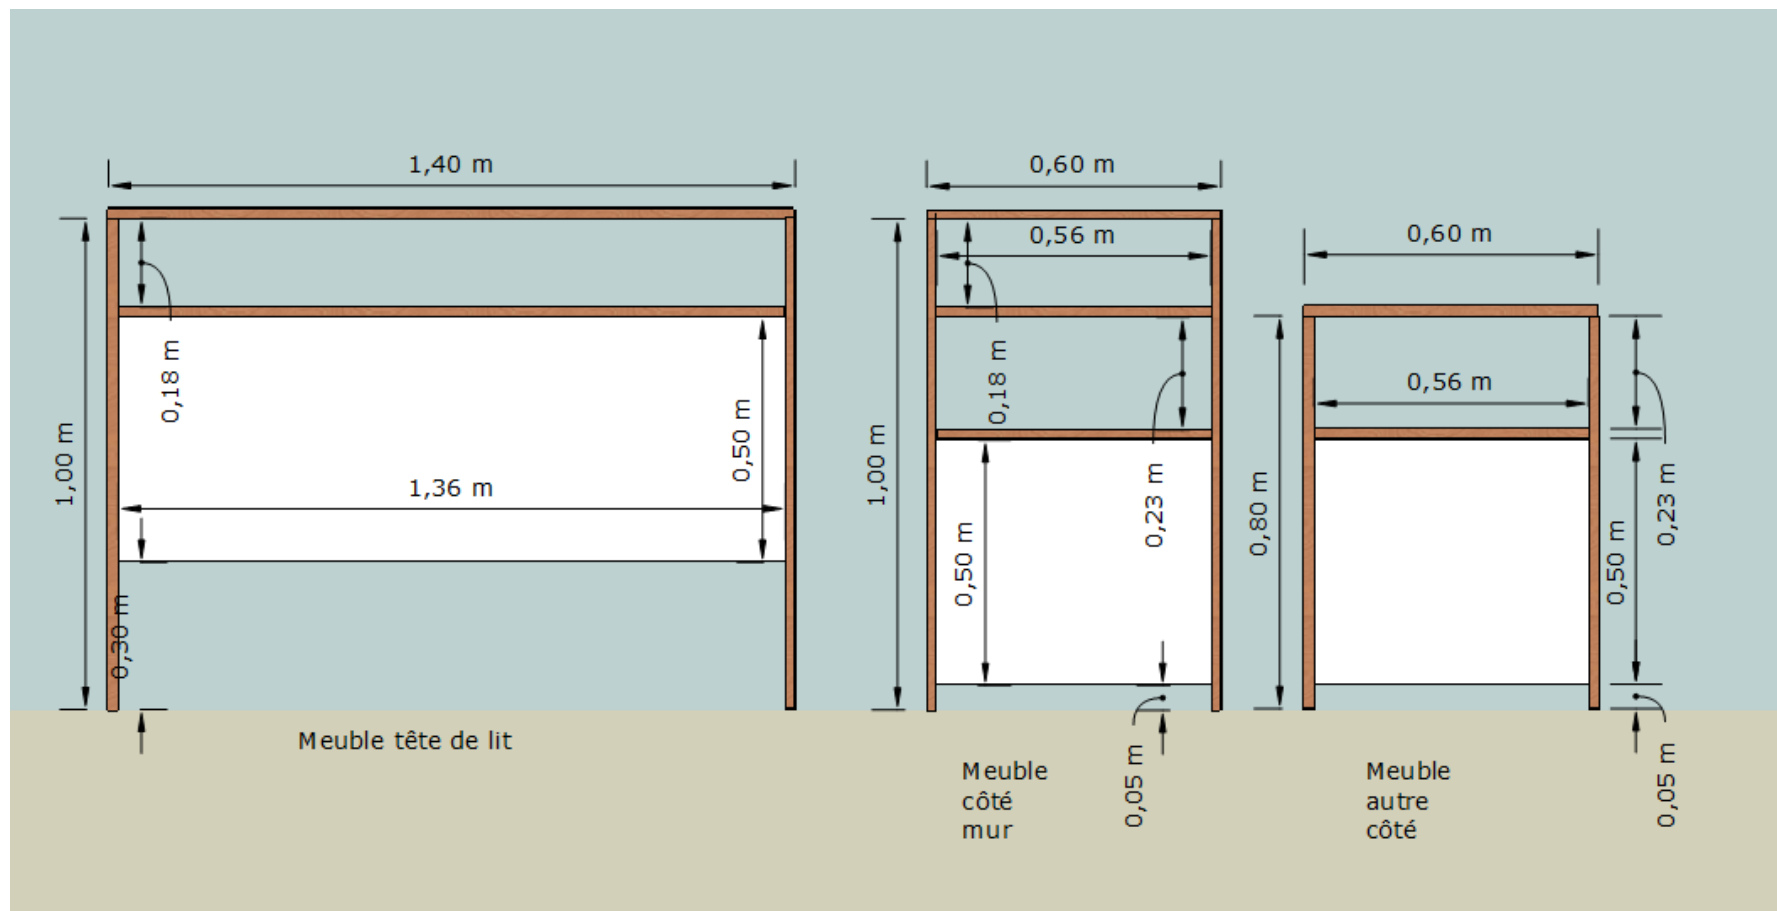 1,40 m
0,18 m
1,00 m
0,50 m
1,36 m
0,30 m
Meuble tête de lit
0,60 m
0,56 m
0,18 m
1,00 m
0,23 m
0,50 m
0,05 m
Meuble
côté
mur
0,60 m
0,56 m
0,80 m
0,23 m
0,50 m
0,05 m
Meuble
autre
côté